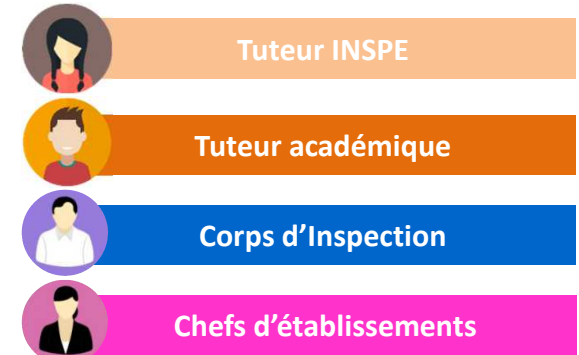 Tuteur INSPE
Tuteur académique
Corps d'Inspection
Chefs d'établissements